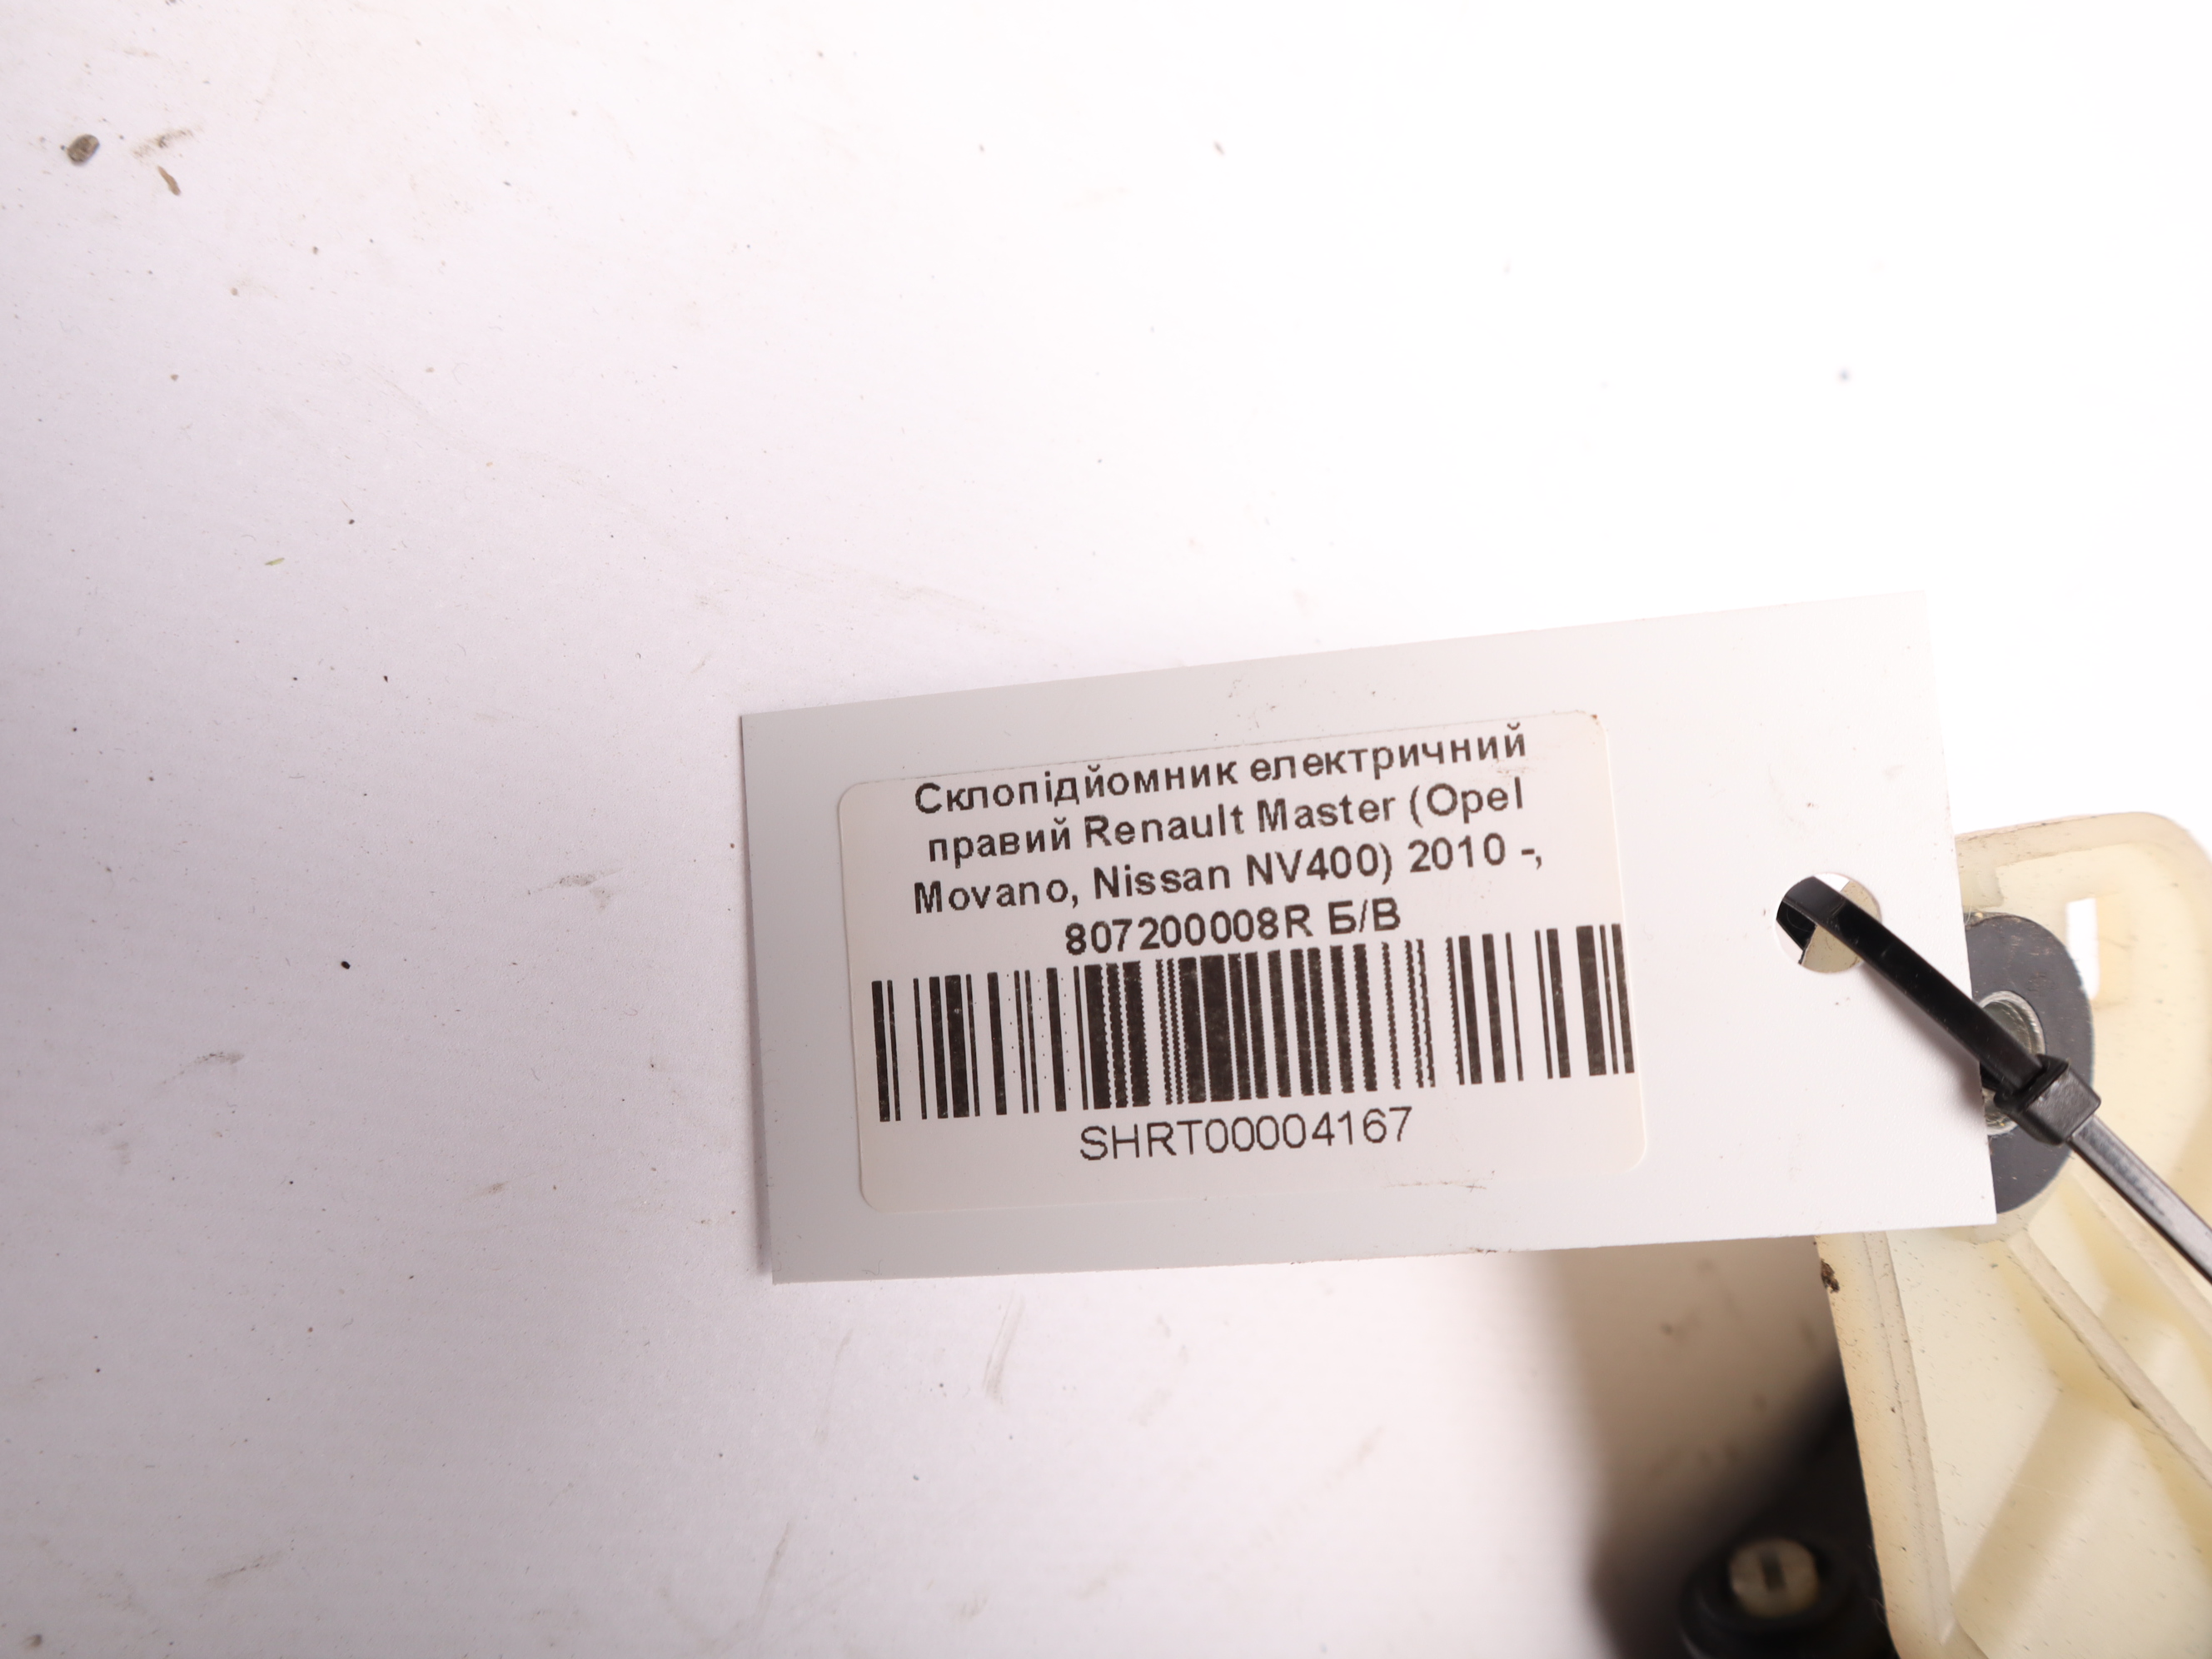 Склопідйомник електричний
правий Renault Master (Opel
Movano, Nissan NV400) 2010 -,
807200008R Б/В
SHRT00004167